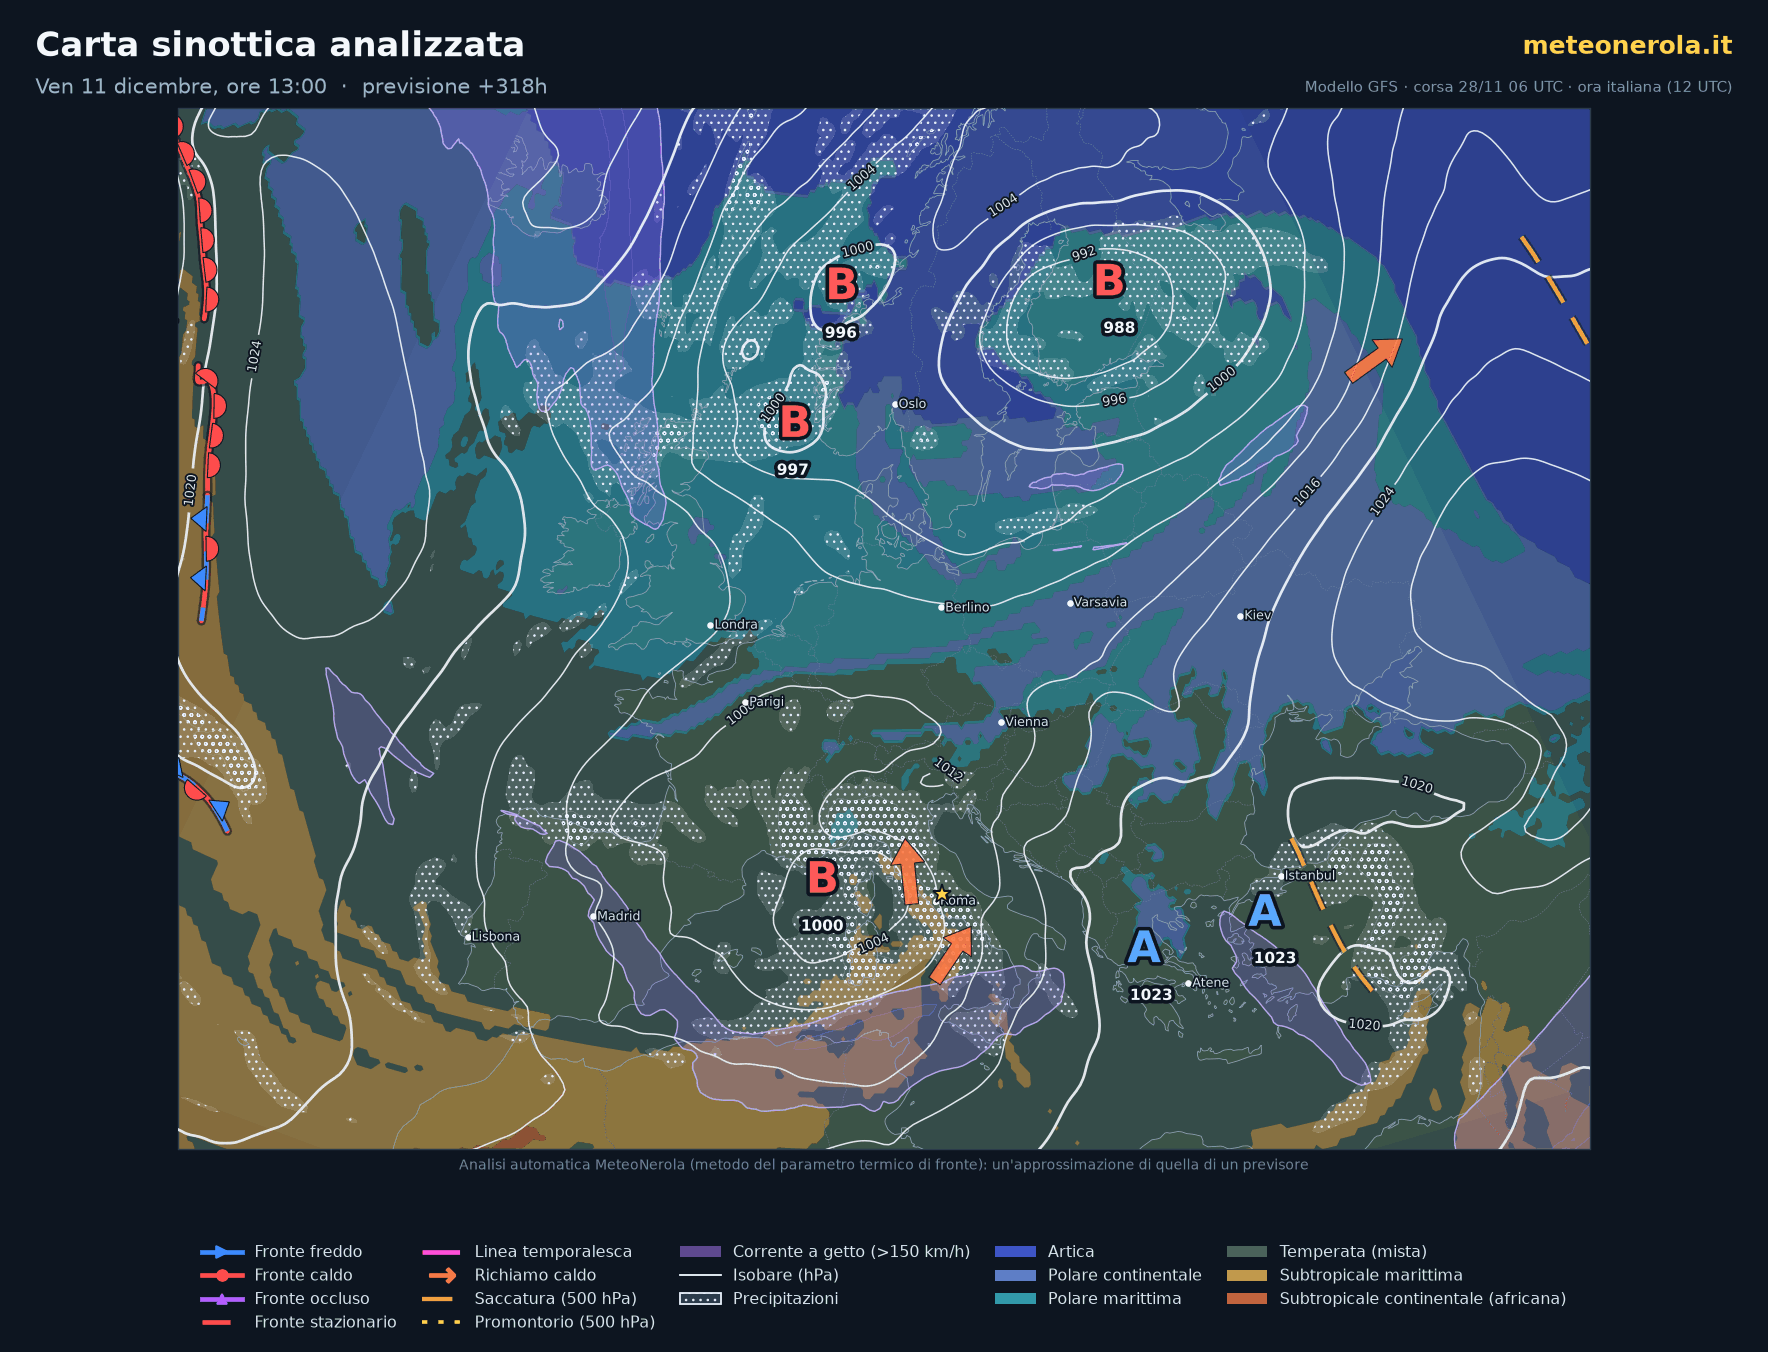 Carta sinottica analizzata
meteonerola.it
Ven 11 dicembre, ore 13:00 · previsione +318h
Modello GFS · corsa 28/11 06 UTC · ora italiana (12 UTC)
1004
1004
1000
992
B
B
996
988
1024
1000
996
1000
Oslo
B
997
1020
1016
1024
Berlino
Varsavia
Kiev
Londra
Parigi
1008
Vienna
1012
1020
B
1000
Istanbul
Roma
Madrid
A
1023
Lisbona
1004
A
1023
Atene
1020
Analisi automatica MeteoNerola (metodo del parametro termico di fronte): un'approssimazione di quella di un previsore
Fronte freddo
Fronte caldo
Fronte occluso
Fronte stazionario
Linea temporalesca
Richiamo caldo
Saccatura (500 hPa)
Promontorio (500 hPa)
Corrente a getto (>150 km/h)
Isobare (hPa)
Precipitazioni
Artica
Polare continentale
Polare marittima
Temperata (mista)
Subtropicale marittima
Subtropicale continentale (africana)